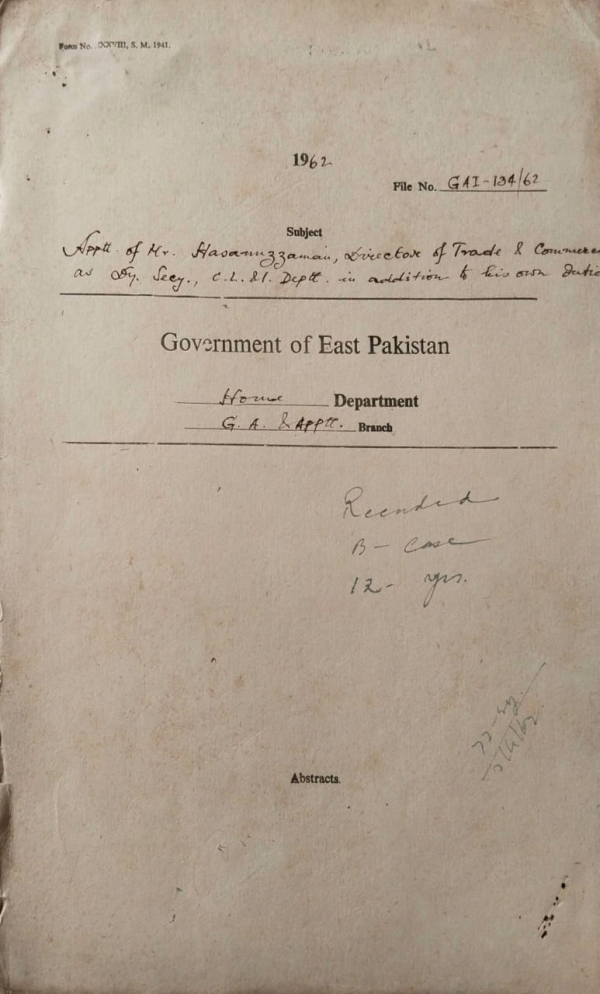 Form No. XXVIII, S. M., 1941.
1962
File No. GAI-134/62
Subject
Apptt. of Mr. Hasanuzzaman, Director of Trade & Commerce
as Dy. Secy., C.L. & I. Deptt. in addition to his own dutie
Government of East Pakistan
Home Department
G. A. & Apptt. Branch
Recorded
B- Case
12- yrs.
Abstracts.